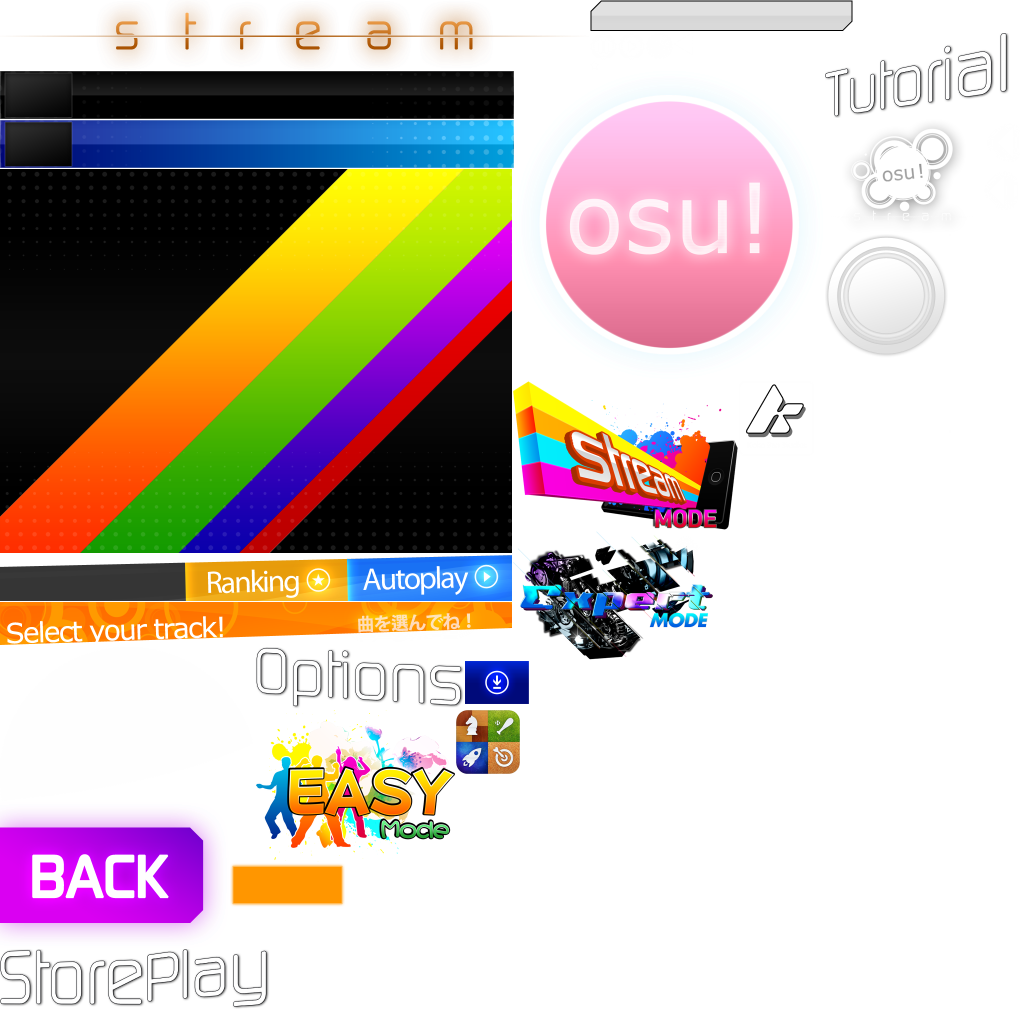 stream
Tutorial
osu!
osu!
stream
Stream
MODE
Expert
MODE
Ranking
Autoplay
Select your track!
曲を選んでね！
Options
EASY
Mode
BACK
StorePlay